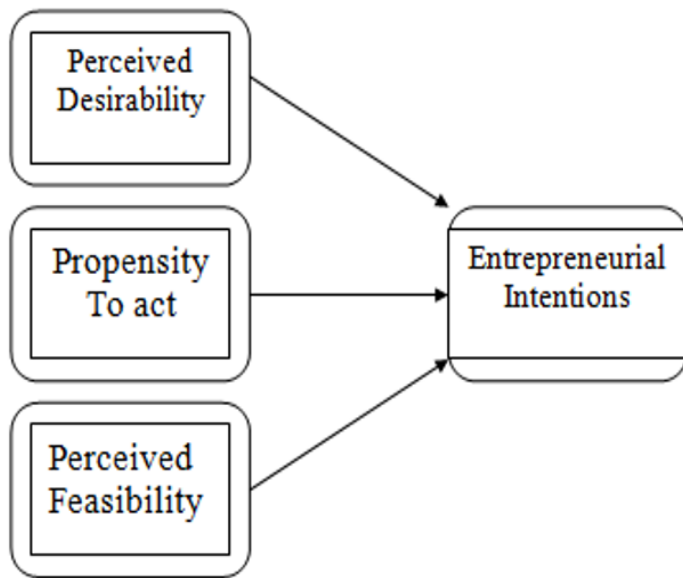 Perceived
Desirability
Propensity
To act
Entrepreneurial
Intentions
Perceived
Feasibility